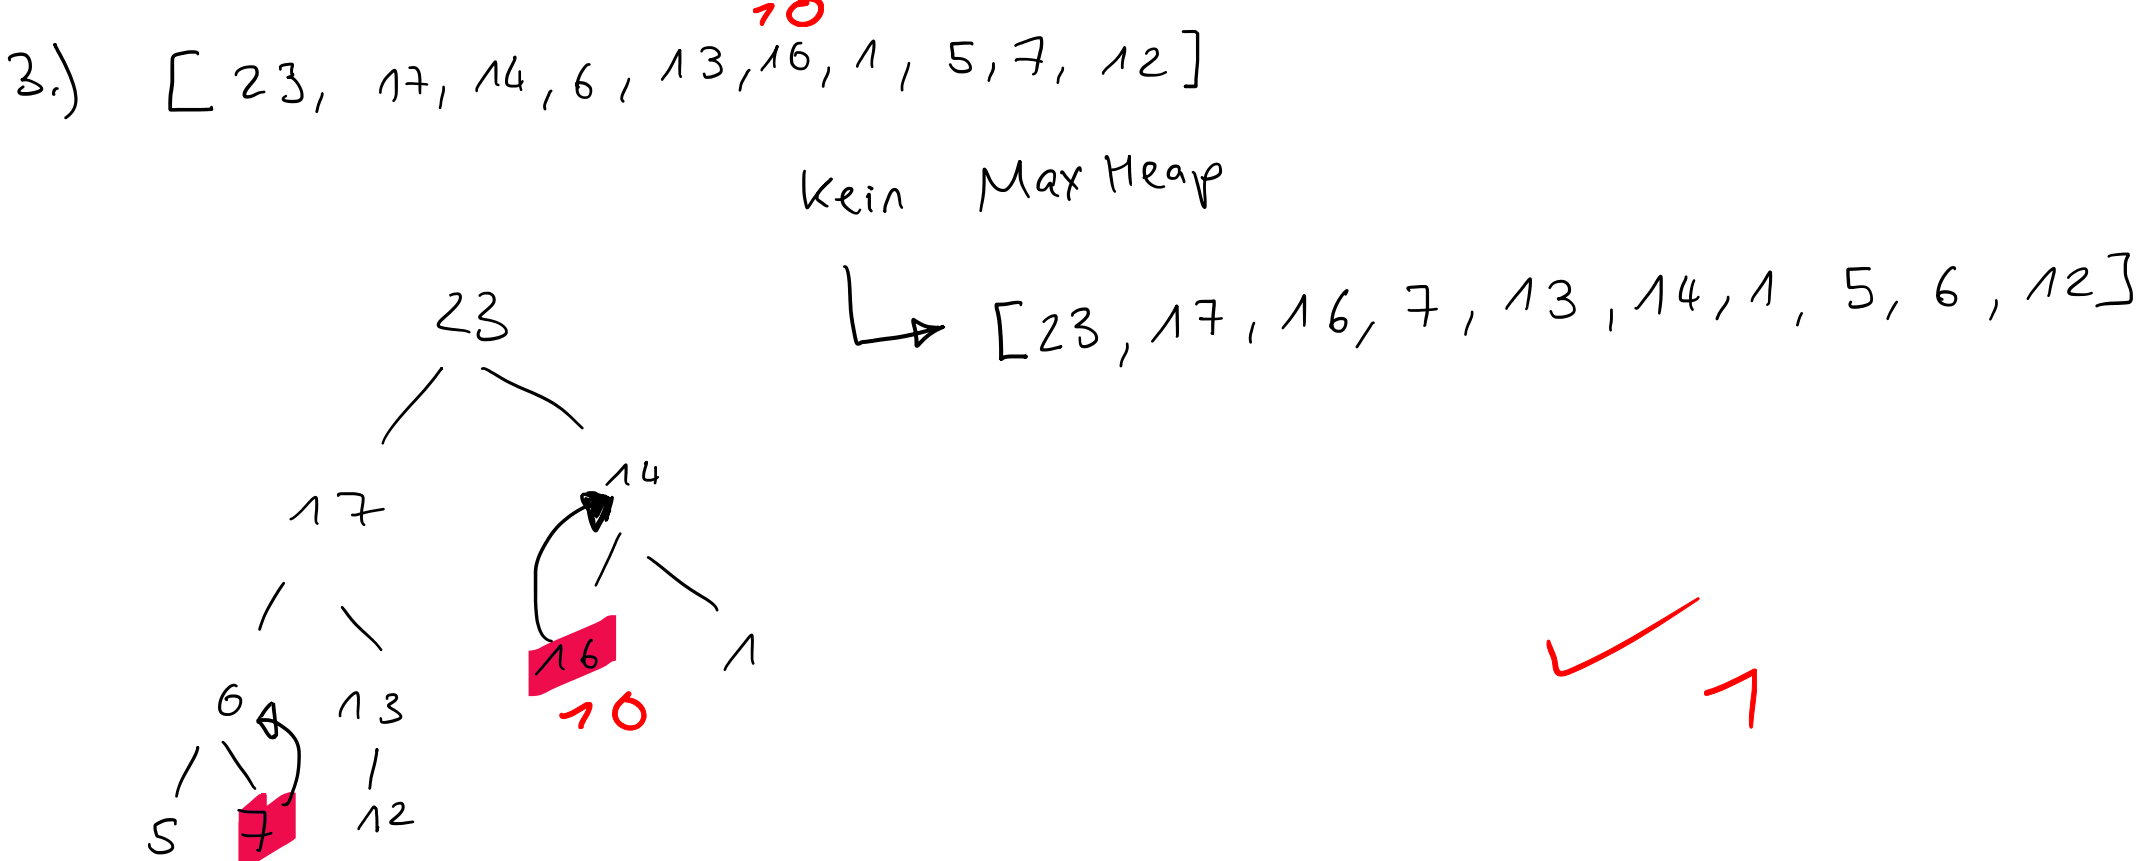 10
3.) [ 23, 17, 14, 6, 13, 16, 1, 5, 7, 12 ]
Kein Max Heap
[ 23, 17, 16, 7, 13, 14, 1, 5, 6, 12 ]
23
17 14
6 13 16 1
10
5 7 12
1